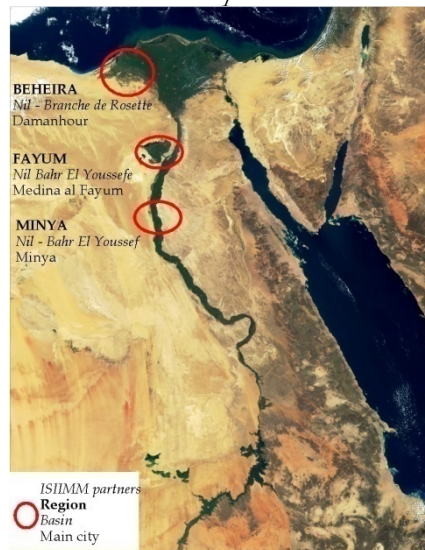 BEHEIRA
Nil - Branche de Rosette
Damanhour
FAYUM
Nil Bahr El Youssefe
Medina al Fayum
MINYA
Nil - Bahr El Youssef
Minya
ISIIMM partners
Region
Basin
Main city